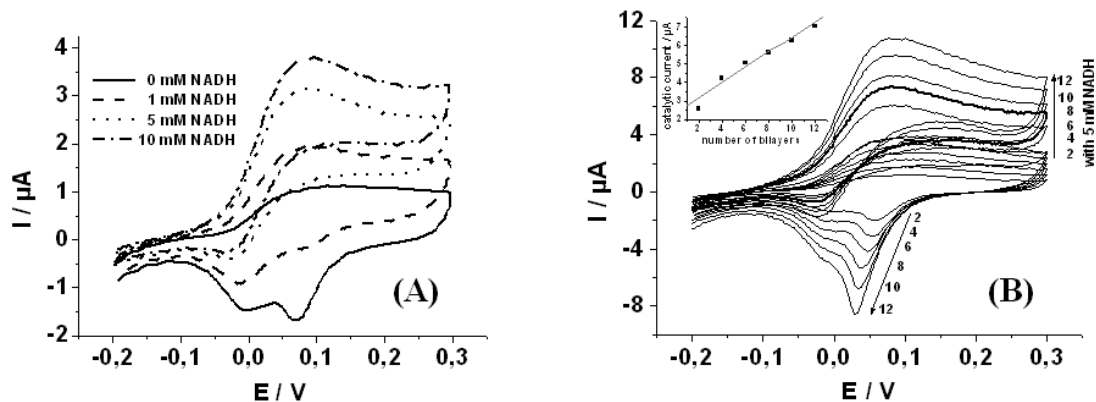 4
3
2
1
0
-1
-2
I / µA
0 mM NADH
1 mM NADH
5 mM NADH
10 mM NADH
(A)
-0,2 -0,1 0,0 0,1 0,2 0,3
E / V
12
8
4
0
-4
-8
I / µA
catalytic current / µA
7
6
5
4
3
2
2 4 6 8 10 12
number of bilayers
12
10
8
6
4
2
with 5 mM NADH
2
4
6
8
10
12
(B)
-0,2 -0,1 0,0 0,1 0,2 0,3
E / V